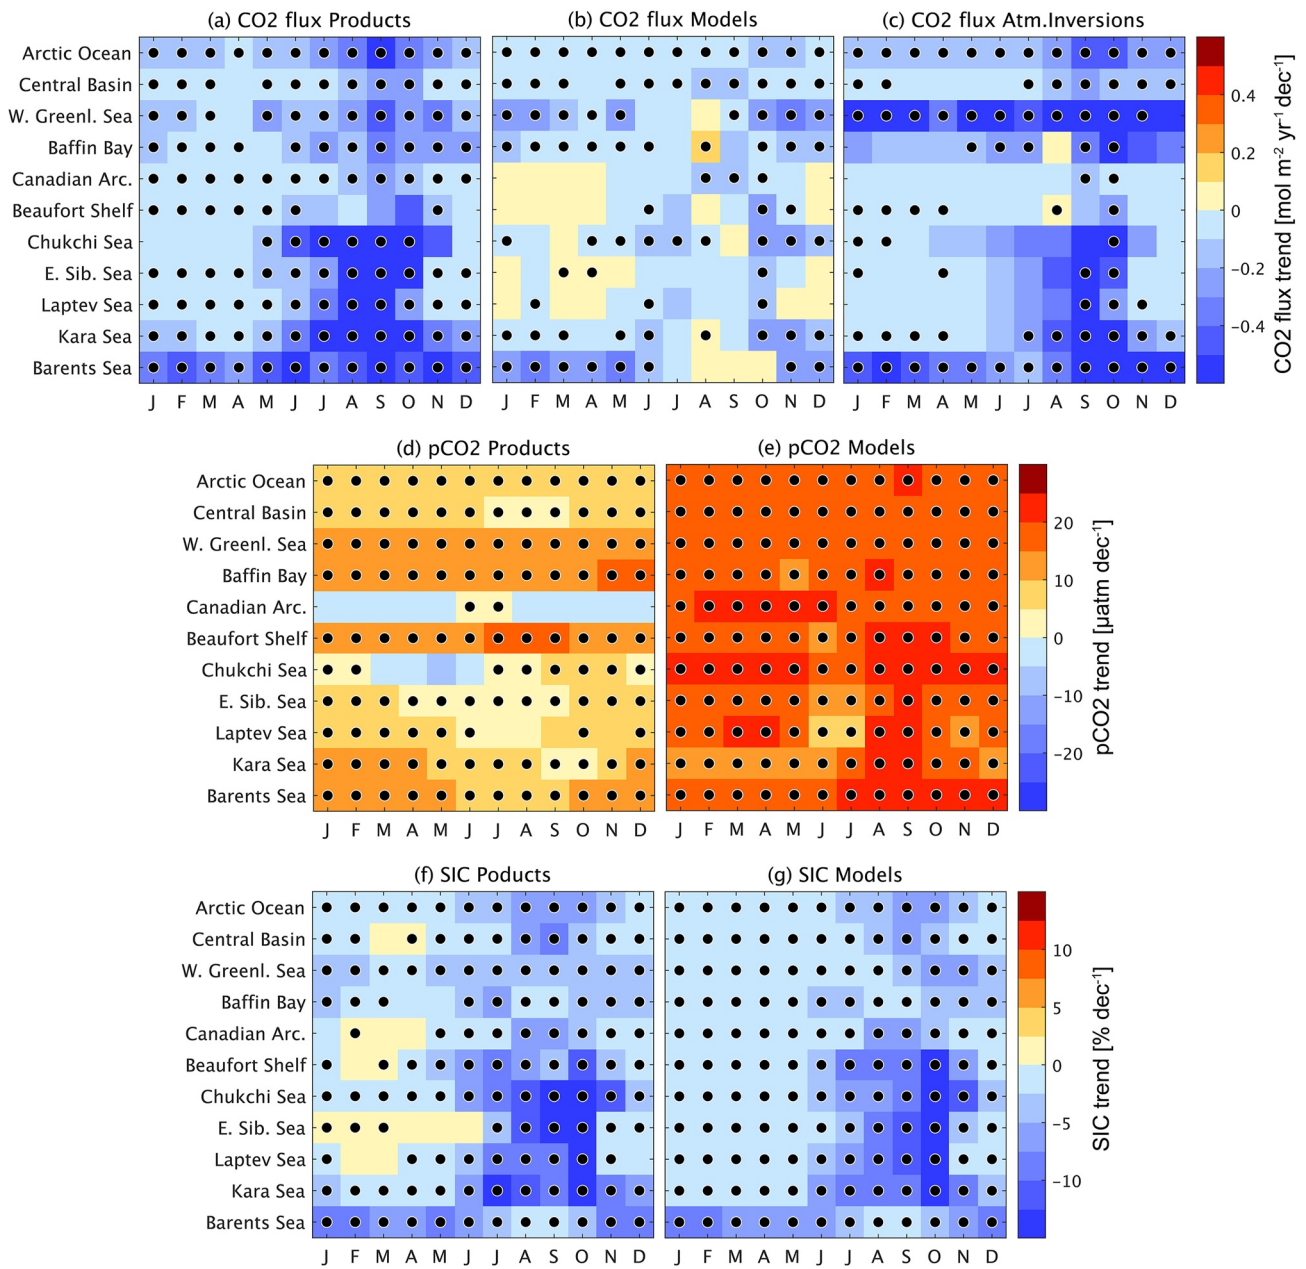 (a) CO2 flux Products
(b) CO2 flux Models
(c) CO2 flux Atm.Inversions
Arctic Ocean
Central Basin
W. Greenl. Sea
Baffin Bay
Canadian Arc.
Beaufort Shelf
Chukchi Sea
E. Sib. Sea
Laptev Sea
Kara Sea
Barents Sea
J F M A M J J A S O N D
J F M A M J J A S O N D
J F M A M J J A S O N D
0.4
0.2
0
-0.2
-0.4
CO2 flux trend [mol m⁻² yr⁻¹ dec⁻¹]
(d) pCO2 Products
(e) pCO2 Models
Arctic Ocean
Central Basin
W. Greenl. Sea
Baffin Bay
Canadian Arc.
Beaufort Shelf
Chukchi Sea
E. Sib. Sea
Laptev Sea
Kara Sea
Barents Sea
J F M A M J J A S O N D
J F M A M J J A S O N D
20
10
0
-10
-20
pCO2 trend [µatm dec⁻¹]
(f) SIC Poducts
(g) SIC Models
Arctic Ocean
Central Basin
W. Greenl. Sea
Baffin Bay
Canadian Arc.
Beaufort Shelf
Chukchi Sea
E. Sib. Sea
Laptev Sea
Kara Sea
Barents Sea
J F M A M J J A S O N D
J F M A M J J A S O N D
10
5
0
-5
-10
SIC trend [% dec⁻¹]